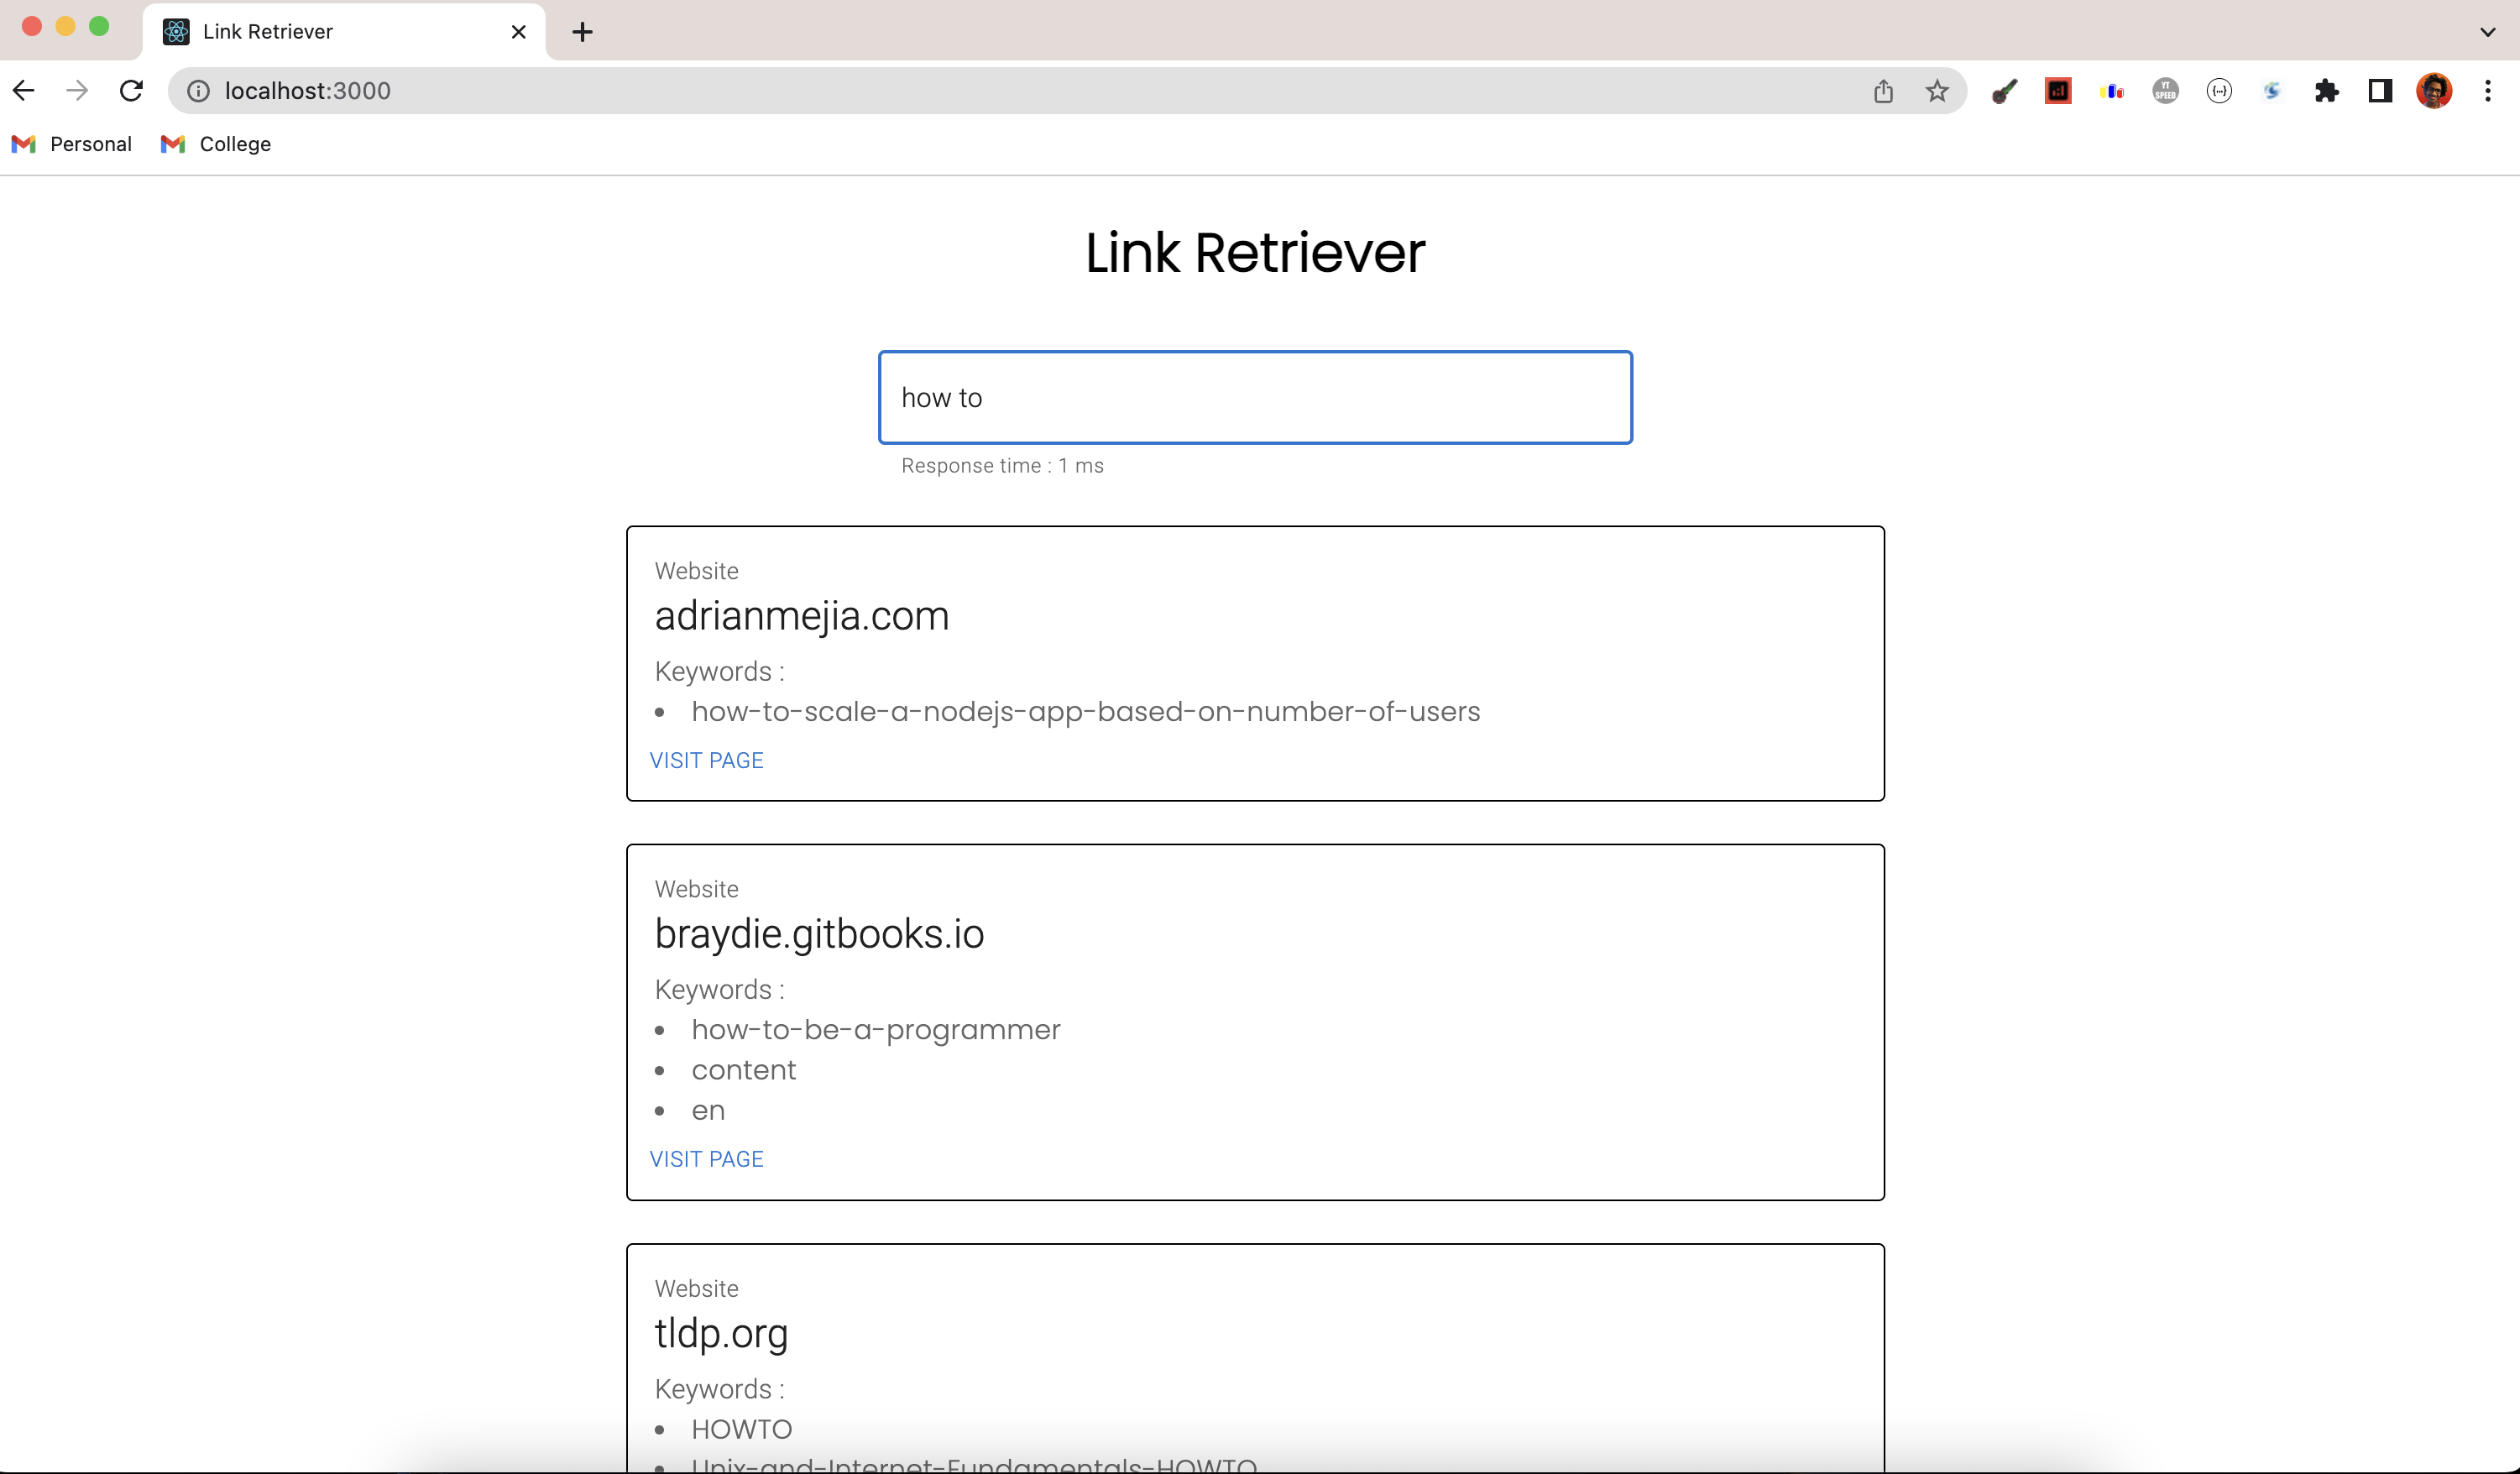 Link Retriever
localhost:3000
YT
SPEED
{...}
Personal
College
Link Retriever
how to
Response time : 1 ms
Website
adrianmejia.com
Keywords :
• how-to-scale-a-nodejs-app-based-on-number-of-users
VISIT PAGE
Website
braydie.gitbooks.io
Keywords :
• how-to-be-a-programmer
• content
• en
VISIT PAGE
Website
tldp.org
Keywords :
• HOWTO
• Unix-and-Internet-Fundamentals-HOWTO